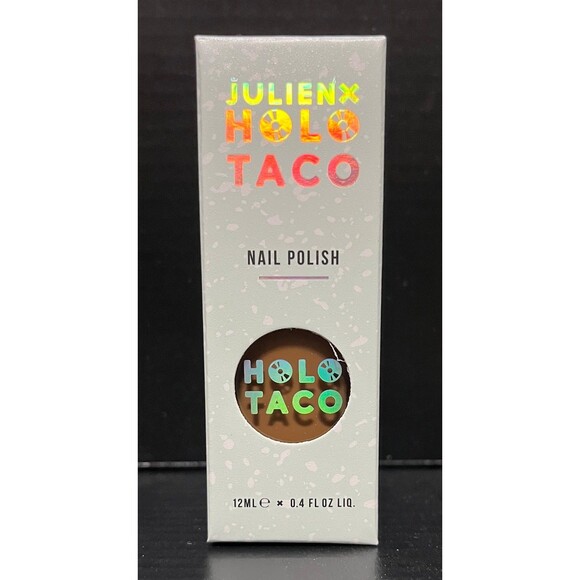 JULIEN×
HOLO
TACO
NAIL POLISH
HOLO
TACO
12ML ℮ × 0.4 FL OZ LIQ.